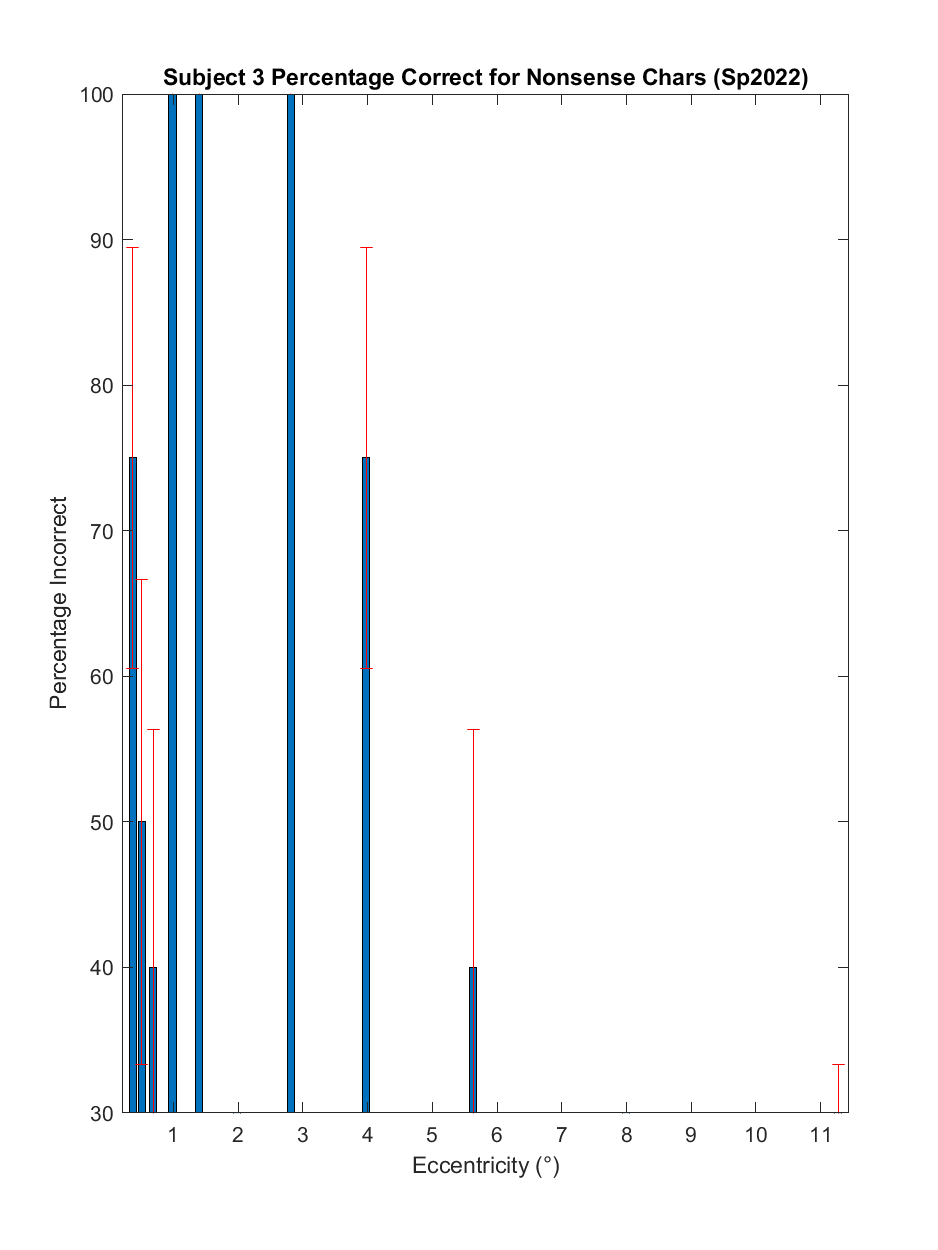 Subject 3 Percentage Correct for Nonsense Chars (Sp2022)
100
90
80
70
60
50
40
30
Percentage Incorrect
1 2 3 4 5 6 7 8 9 10 11
Eccentricity (°)